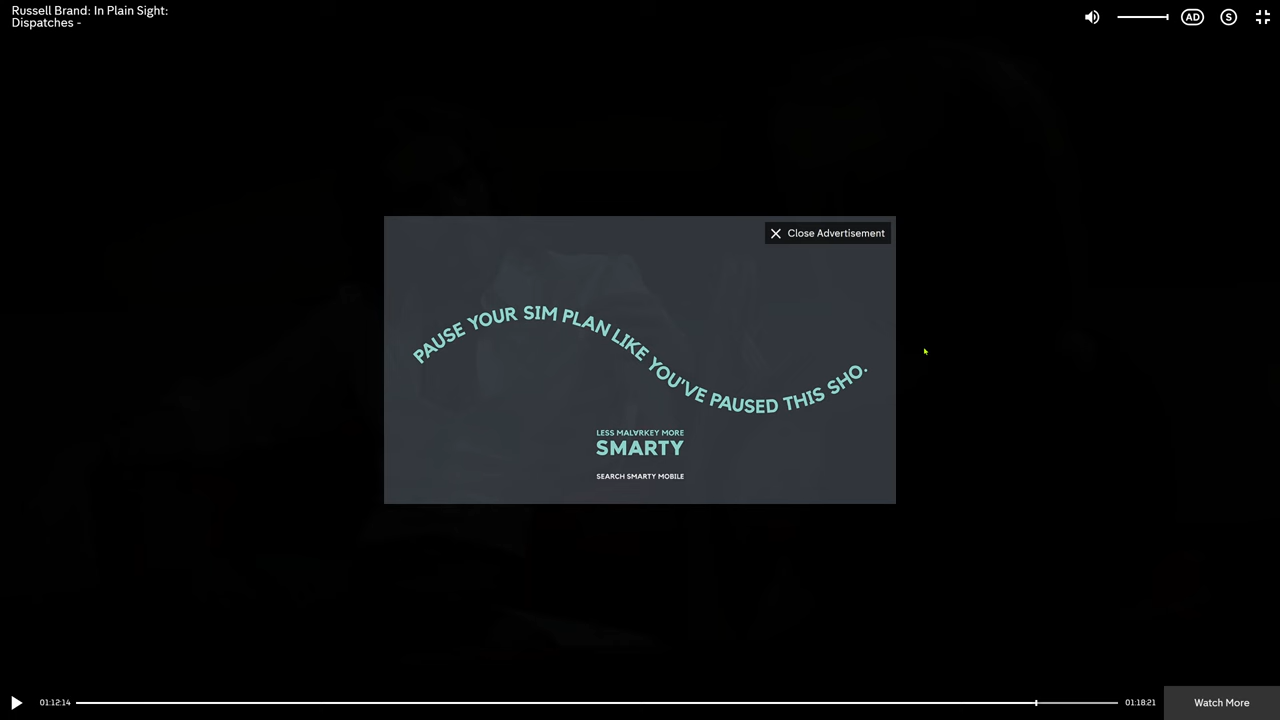 Russell Brand: In Plain Sight:
Dispatches -
AD
S
Close Advertisement
PAUSE YOUR SIM PLAN LIKE YOU'VE PAUSED THIS SHO.
LESS MALARKEY MORE
SMARTY
SEARCH SMARTY MOBILE
01:12:14
01:18:21
Watch More